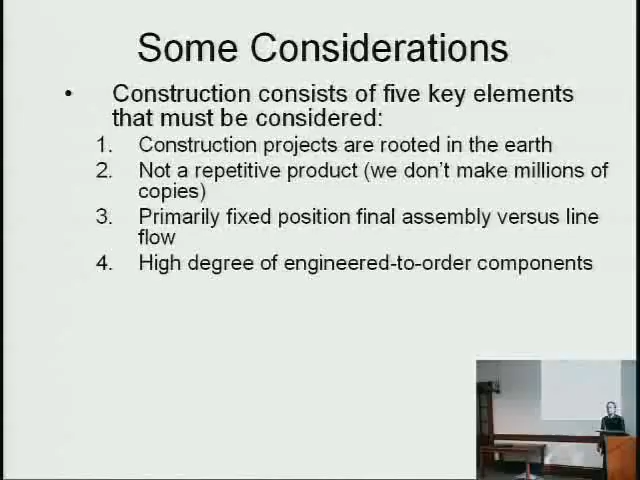 Some Considerations
• Construction consists of five key elements
that must be considered:
1. Construction projects are rooted in the earth
2. Not a repetitive product (we don't make millions of
copies)
3. Primarily fixed position final assembly versus line
flow
4. High degree of engineered-to-order components